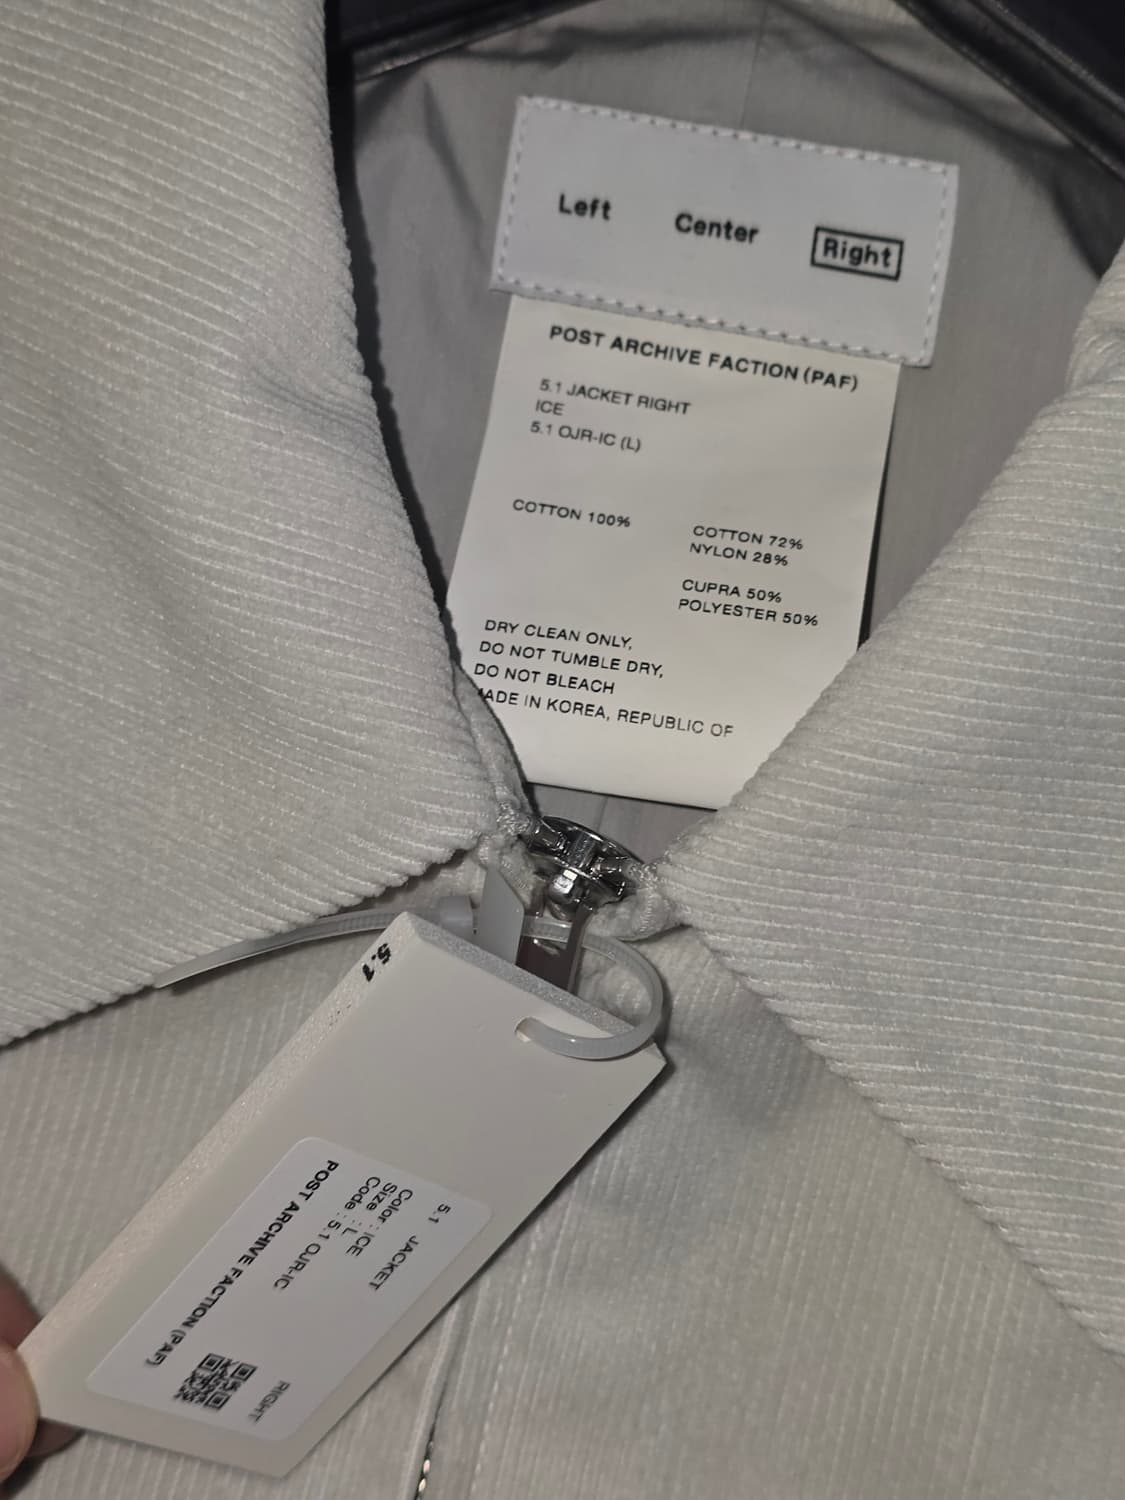 Left Center Right
POST ARCHIVE FACTION (PAF)
5.1 JACKET RIGHT
ICE
5.1 OJR-IC (L)
COTTON 100%
COTTON 72%
NYLON 28%
CUPRA 50%
POLYESTER 50%
DRY CLEAN ONLY,
DO NOT TUMBLE DRY,
DO NOT BLEACH
MADE IN KOREA, REPUBLIC OF
5.1
5.1 JACKET RIGHT
Color : ICE
Size : L
Code : 5.1 OJR-IC
POST ARCHIVE FACTION (PAF)